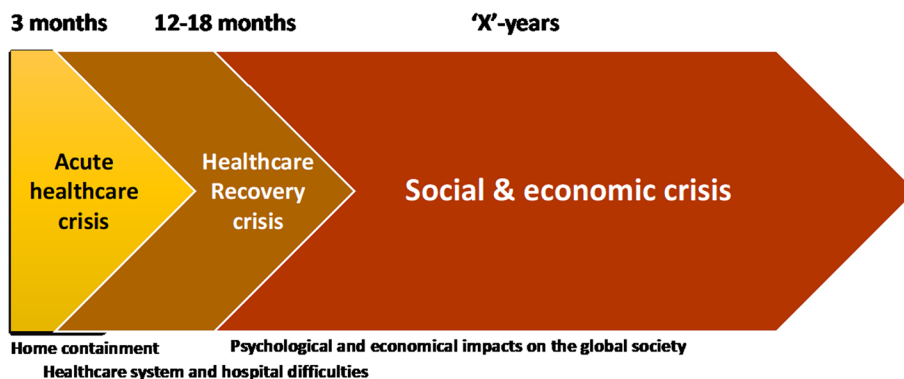 3 months 12-18 months ‘X’-years
Acute
healthcare
crisis
Healthcare
Recovery
crisis
Social & economic crisis
Home containment
Psychological and economical impacts on the global society
Healthcare system and hospital difficulties